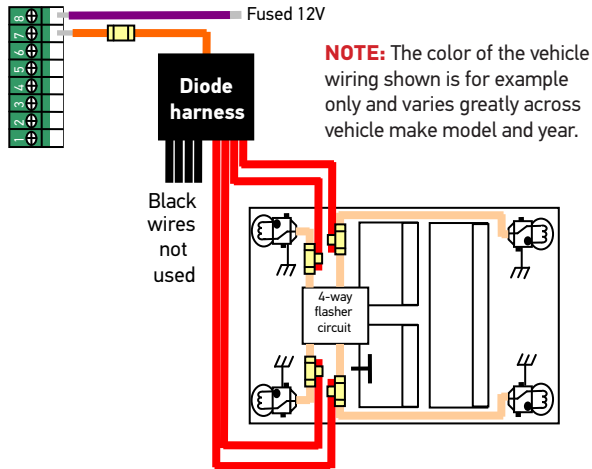 8
7
6
5
4
3
2
1
Fused 12V
NOTE: The color of the vehicle
wiring shown is for example
only and varies greatly across
vehicle make model and year.
Diode
harness
Black
wires
not
used
4-way
flasher
circuit